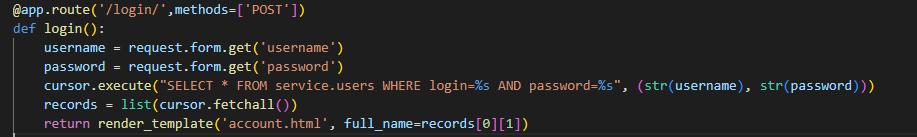 @app.route('/login/',methods=['POST'])
def login():
    username = request.form.get('username')
    password = request.form.get('password')
    cursor.execute("SELECT * FROM service.users WHERE login=%s AND password=%s", (str(username), str(password)))
    records = list(cursor.fetchall())
    return render_template('account.html', full_name=records[0][1])